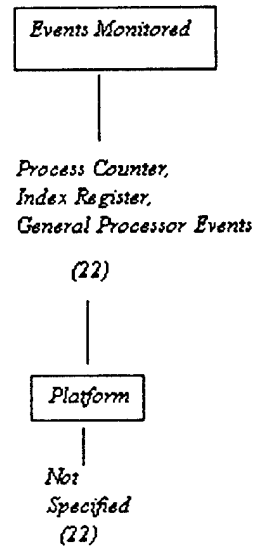 Events Monitored
Process Counter,
Index Register,
General Processor Events
(22)
Platform
Not
Specified
(22)